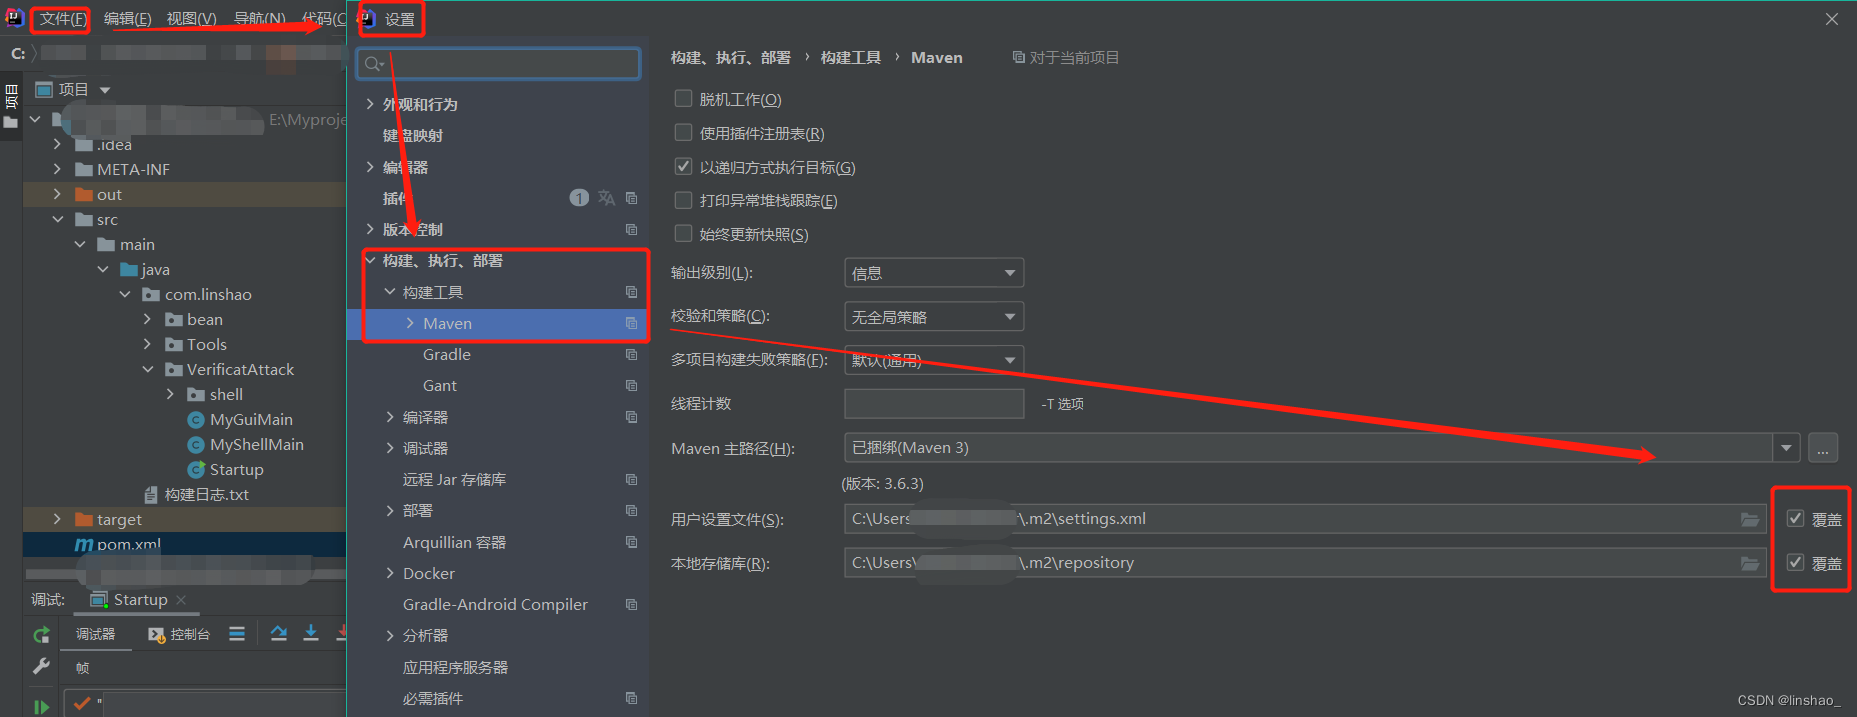 文件(F) 编辑(E) 视图(V) 导航(N) 代码(C
C:
项目
项目
E:\Myproje
.idea
META-INF
out
src
main
java
com.linshao
bean
Tools
VerificatAttack
shell
MyGuiMain
MyShellMain
Startup
构建日志.txt
target
pom.xml
调试:
Startup
调试器
控制台
帧
"
设置
外观和行为
键盘映射
编辑器
插件
1
版本控制
构建、执行、部署
构建工具
Maven
Gradle
Gant
编译器
调试器
远程 Jar 存储库
部署
Arquillian 容器
Docker
Gradle-Android Compiler
分析器
应用程序服务器
必需插件
构建、执行、部署 › 构建工具 › Maven
对于当前项目
脱机工作(O)
使用插件注册表(R)
以递归方式执行目标(G)
打印异常堆栈跟踪(E)
始终更新快照(S)
输出级别(L): 信息
校验和策略(C): 无全局策略
多项目构建失败策略(F): 默认(通用)
线程计数 -T 选项
Maven 主路径(H): 已捆绑(Maven 3) ...
(版本: 3.6.3)
用户设置文件(S): C:\Users \.m2\settings.xml 覆盖
本地存储库(R): C:\Users\ \.m2\repository 覆盖
CSDN @linshao_